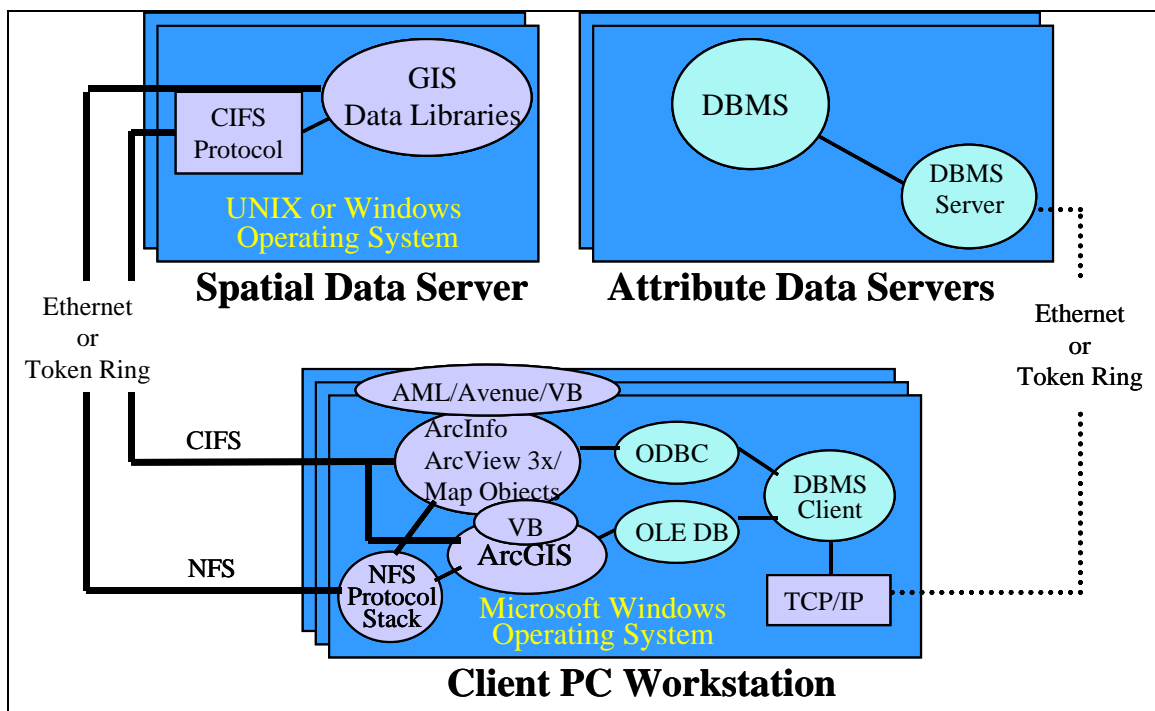 GIS
Data Libraries
CIFS
Protocol
UNIX or Windows
Operating System
Spatial Data Server
DBMS
DBMS
Server
Attribute Data Servers
Ethernet
or
Token Ring
Ethernet
or
Token Ring
CIFS
NFS
AML/Avenue/VB
ArcInfo
ArcView 3x/
Map Objects
VB
ArcGIS
NFS
Protocol
Stack
ODBC
OLE DB
DBMS
Client
TCP/IP
Microsoft Windows
Operating System
Client PC Workstation